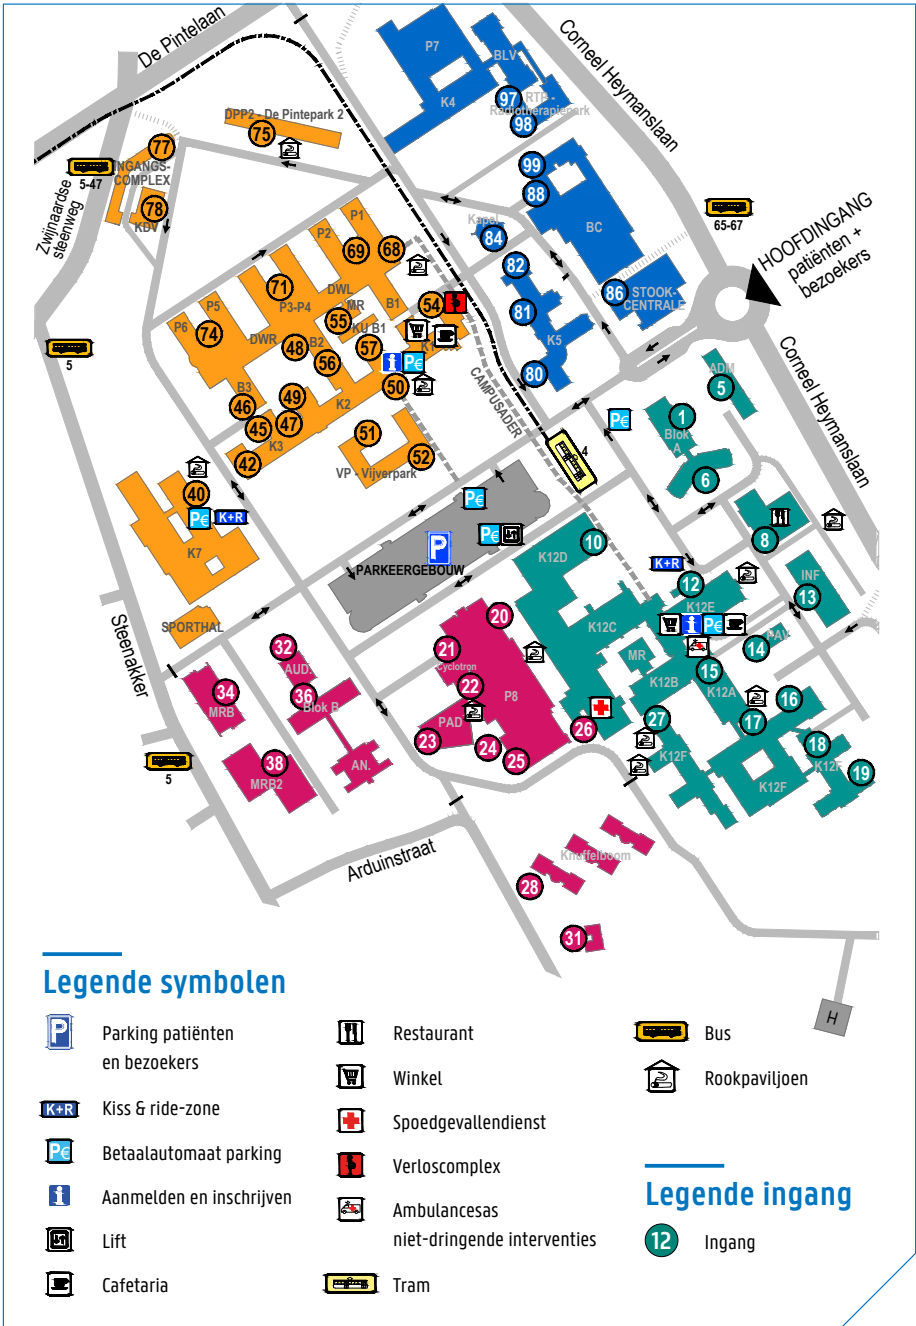 De Pintelaan
Corneel Heymanslaan
P7
BLV
K4
97
RTP -
Radiotherapiepark
98
DPP2 - De Pintepark 2
75
77
INGANGS-
COMPLEX
5-47
78
KDV
Zwijnaardse
steenweg
99
88
BC
65-67
HOOFDINGANG
patiënten +
bezoekers
Kapel
84
82
86
STOOK-
CENTRALE
81
K5
80
P1
P2
69
68
71
DWL
P3-P4
MR
B1
54
P5
P6
74
55
KU B1
K1
DWR
48
B2
57
56
50
P€
5
B3
46
49
K2
45
47
K3
42
51
52
VP - Vijverpark
CAMPUSADER
4
P€
ADM
5
1
Blok
A
6
Corneel Heymanslaan
40
P€
K+R
K7
P€
P€
P
PARKEERGEBOUW
10
K12D
8
K+R
12
K12E
INF
13
SPORTHAL
Steenakker
20
K12C
P€
PAV
14
21
Cyclotron
MR
15
32
AUD.
22
P8
K12B
K12A
34
MRB
36
Blok B
PAD
23
24
25
26
27
K12F
16
17
18
K12F
K12F
19
5
38
MRB2
AN.
Arduinstraat
Knuffelboom
28
31
H
Legende symbolen
P Parking patiënten
en bezoekers
K+R Kiss & ride-zone
P€ Betaalautomaat parking
i Aanmelden en inschrijven
Lift
Cafetaria
Restaurant
Winkel
Spoedgevallendienst
Verloscomplex
Ambulancesas
niet-dringende interventies
Tram
Bus
Rookpaviljoen
Legende ingang
12 Ingang